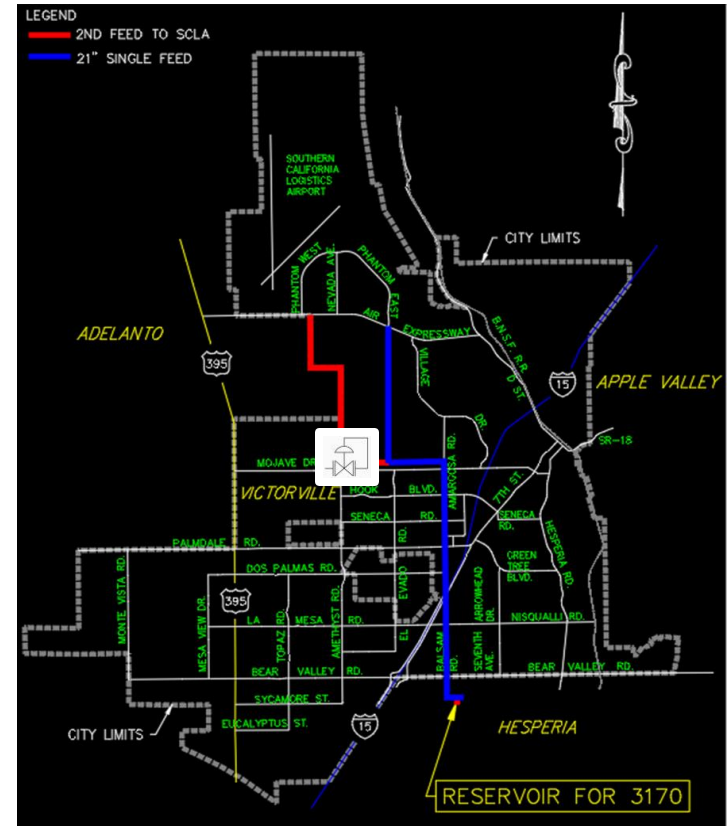 LEGEND
2ND FEED TO SCLA
21" SINGLE FEED
SOUTHERN
CALIFORNIA
LOGISTICS
AIRPORT
CITY LIMITS
PHANTOM WEST
NEVADA AVE.
PHANTOM EAST
AIR EXPRESSWAY
B.N.S.F. R.R.
D ST.
ADELANTO
395
VILLAGE DR.
15
APPLE VALLEY
SR-18
MOJAVE DR
AMARGOSA RD.
VICTORVILLE
HOOK BLVD.
7TH ST.
SENECA RD.
SENECA
RD.
HESPERIA RD.
PALMDALE RD.
GREEN
TREE
BLVD.
DOS PALMAS RD.
MONTE VISTA RD.
MESA VIEW DR.
395
TOPAZ RD.
AMETHYST RD.
EL EVADO RD.
ARROWHEAD
DR.
LA MESA RD.
NISQUALLI RD.
BALSAM
RD.
SEVENTH
AVE.
BEAR VALLEY RD.
BEAR VALLEY RD.
SYCAMORE ST.
EUCALYPTUS ST.
CITY LIMITS
15
HESPERIA
RESERVOIR FOR 3170